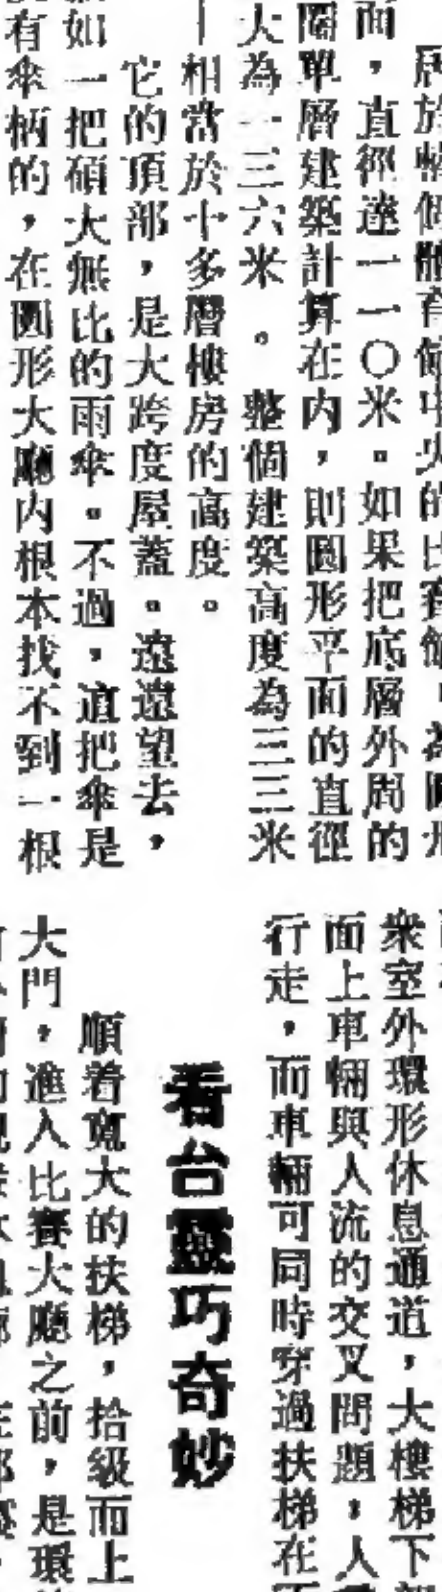 居於整個體育館中央的比賽館,為圓形
面,直徑達一一〇米。如果把底層外周的
圈單層建築計算在內,則圓形平面的直徑
大為一三六米。整個建築高度為三三米
—相當於十多層樓房的高度。
它的頂部,是大跨度屋蓋。遠遠望去,
如一把碩大無比的雨傘。不過,這把傘是
有傘柄的,在圓形大廳內根本找不到一根
衆室外環形休息通道,大樓梯下
面上車輛與人流的交叉問題,人
行走,而車輛可同時穿過扶梯在
看台靈巧奇妙
順着寬大的扶梯,拾級而上
大門,進入比賽大廳之前,是環